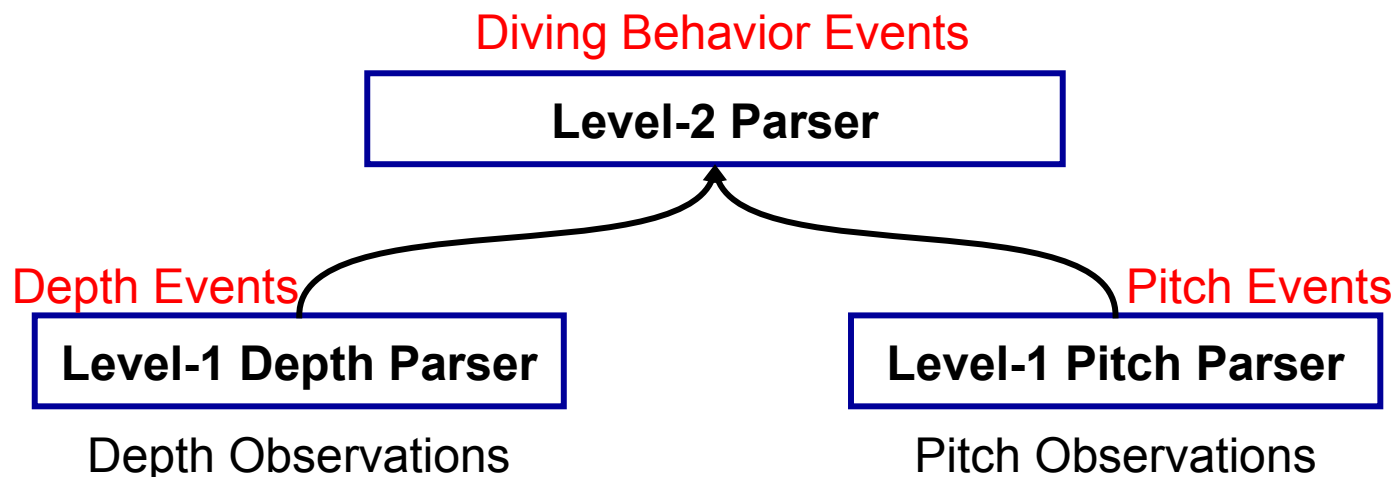 Diving Behavior Events
Level-2 Parser
Depth Events
Pitch Events
Level-1 Depth Parser
Level-1 Pitch Parser
Depth Observations
Pitch Observations